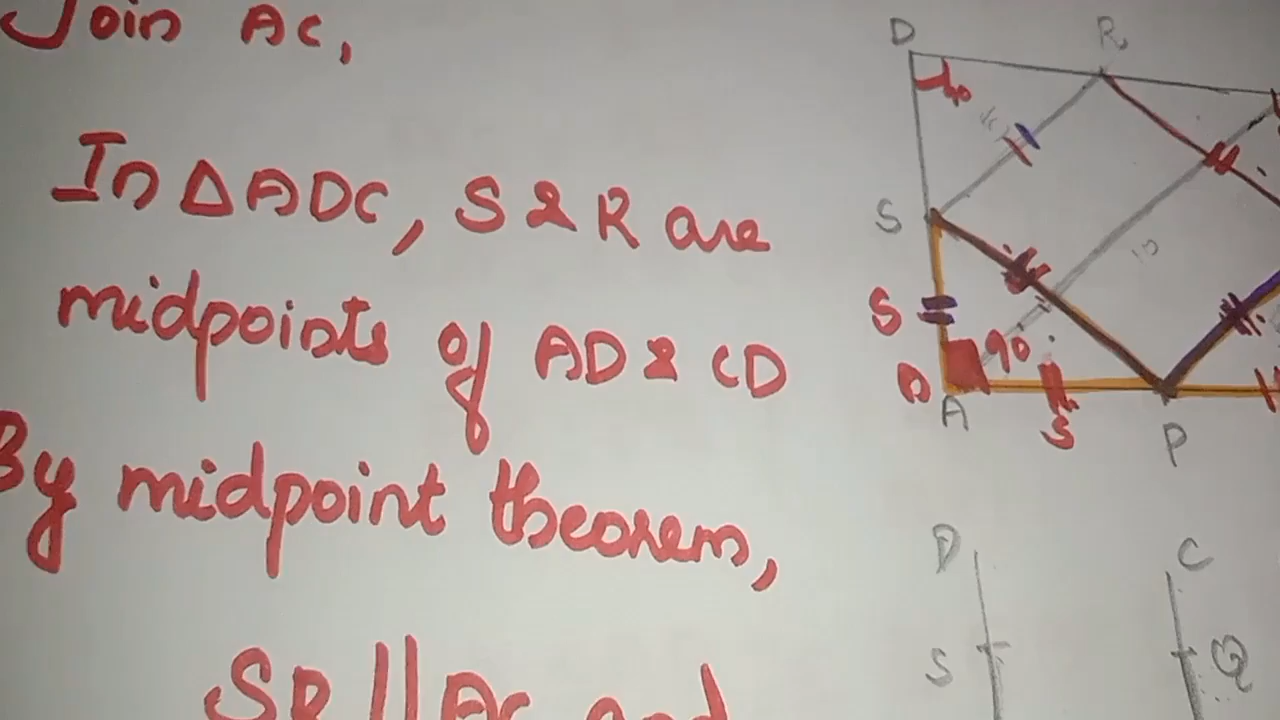 Join AC,
In △ADC, S & R are
midpoints of AD & CD
By midpoint theorem,
SR || AC and
D R
S
S 90
A
A S P
D C
S Q